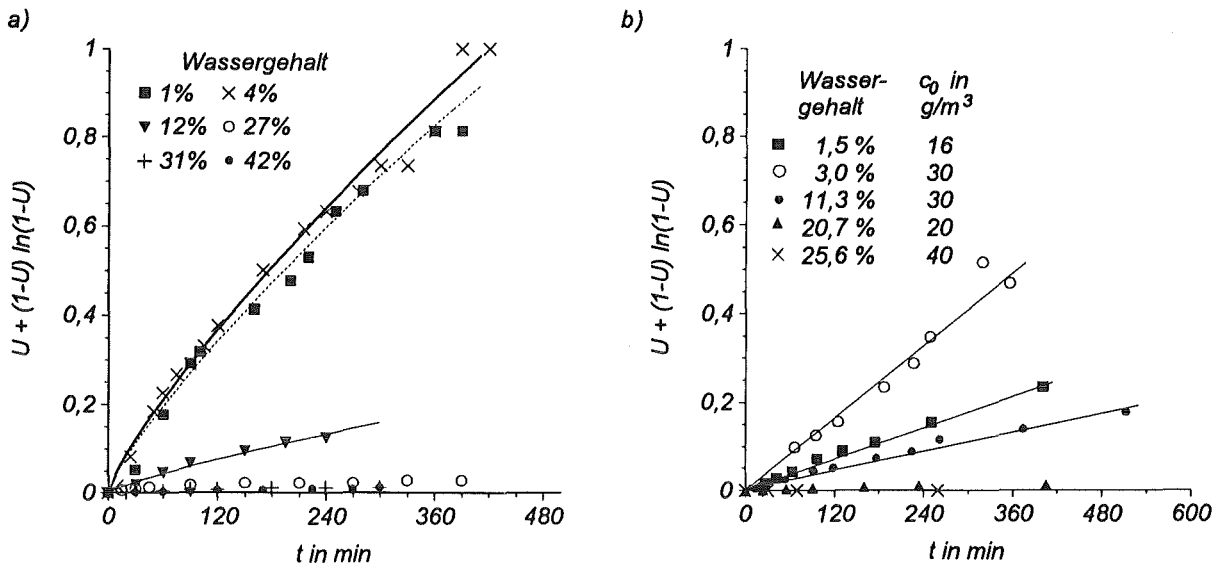 a)
U + (1-U) ln(1-U)
1
0,8
0,6
0,4
0,2
0
Wassergehalt
1% 4%
12% 27%
31% 42%
0 120 240 360 480
t in min
b)
U + (1-U) ln(1-U)
1
0,8
0,6
0,4
0,2
0
Wasser- c₀ in
gehalt g/m³
1,5 % 16
3,0 % 30
11,3 % 30
20,7 % 20
25,6 % 40
0 120 240 360 480 600
t in min